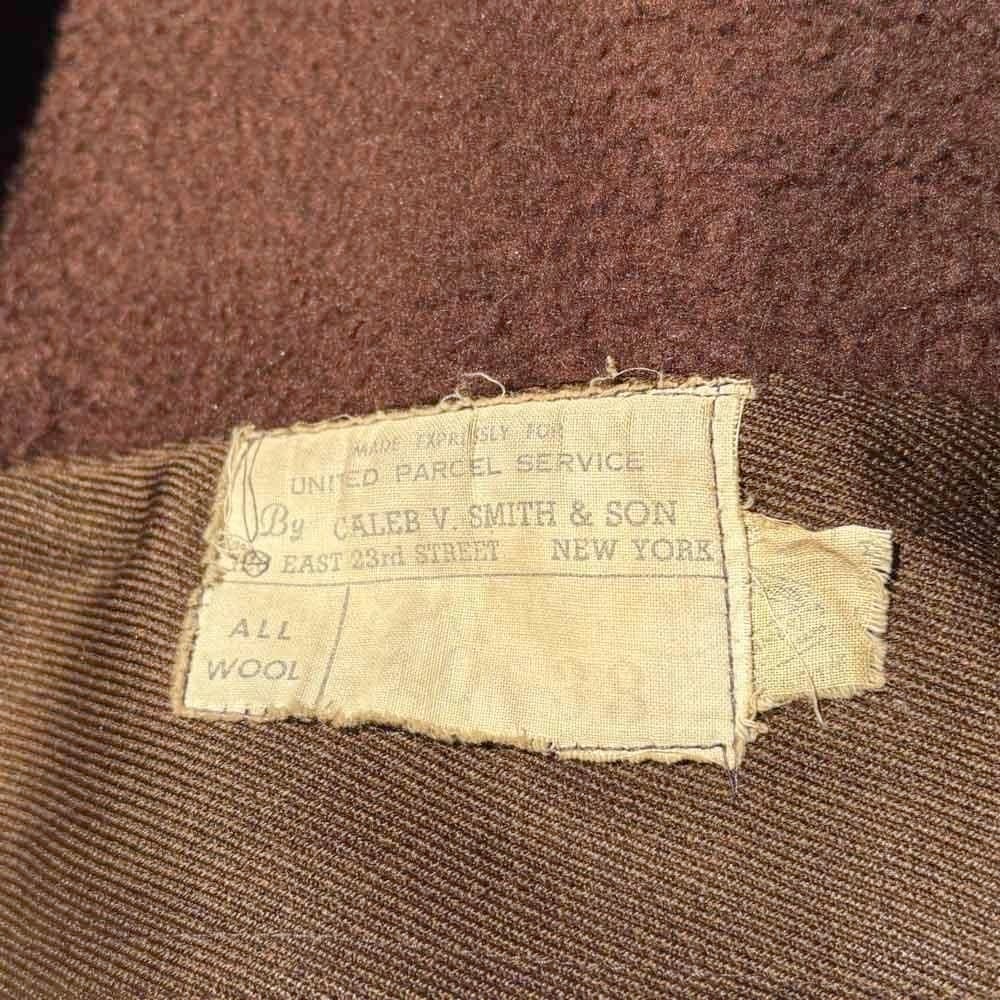 MADE EXPRESSLY FOR
UNITED PARCEL SERVICE
By CALEB V. SMITH & SON
EAST 23rd STREET NEW YORK
ALL
WOOL